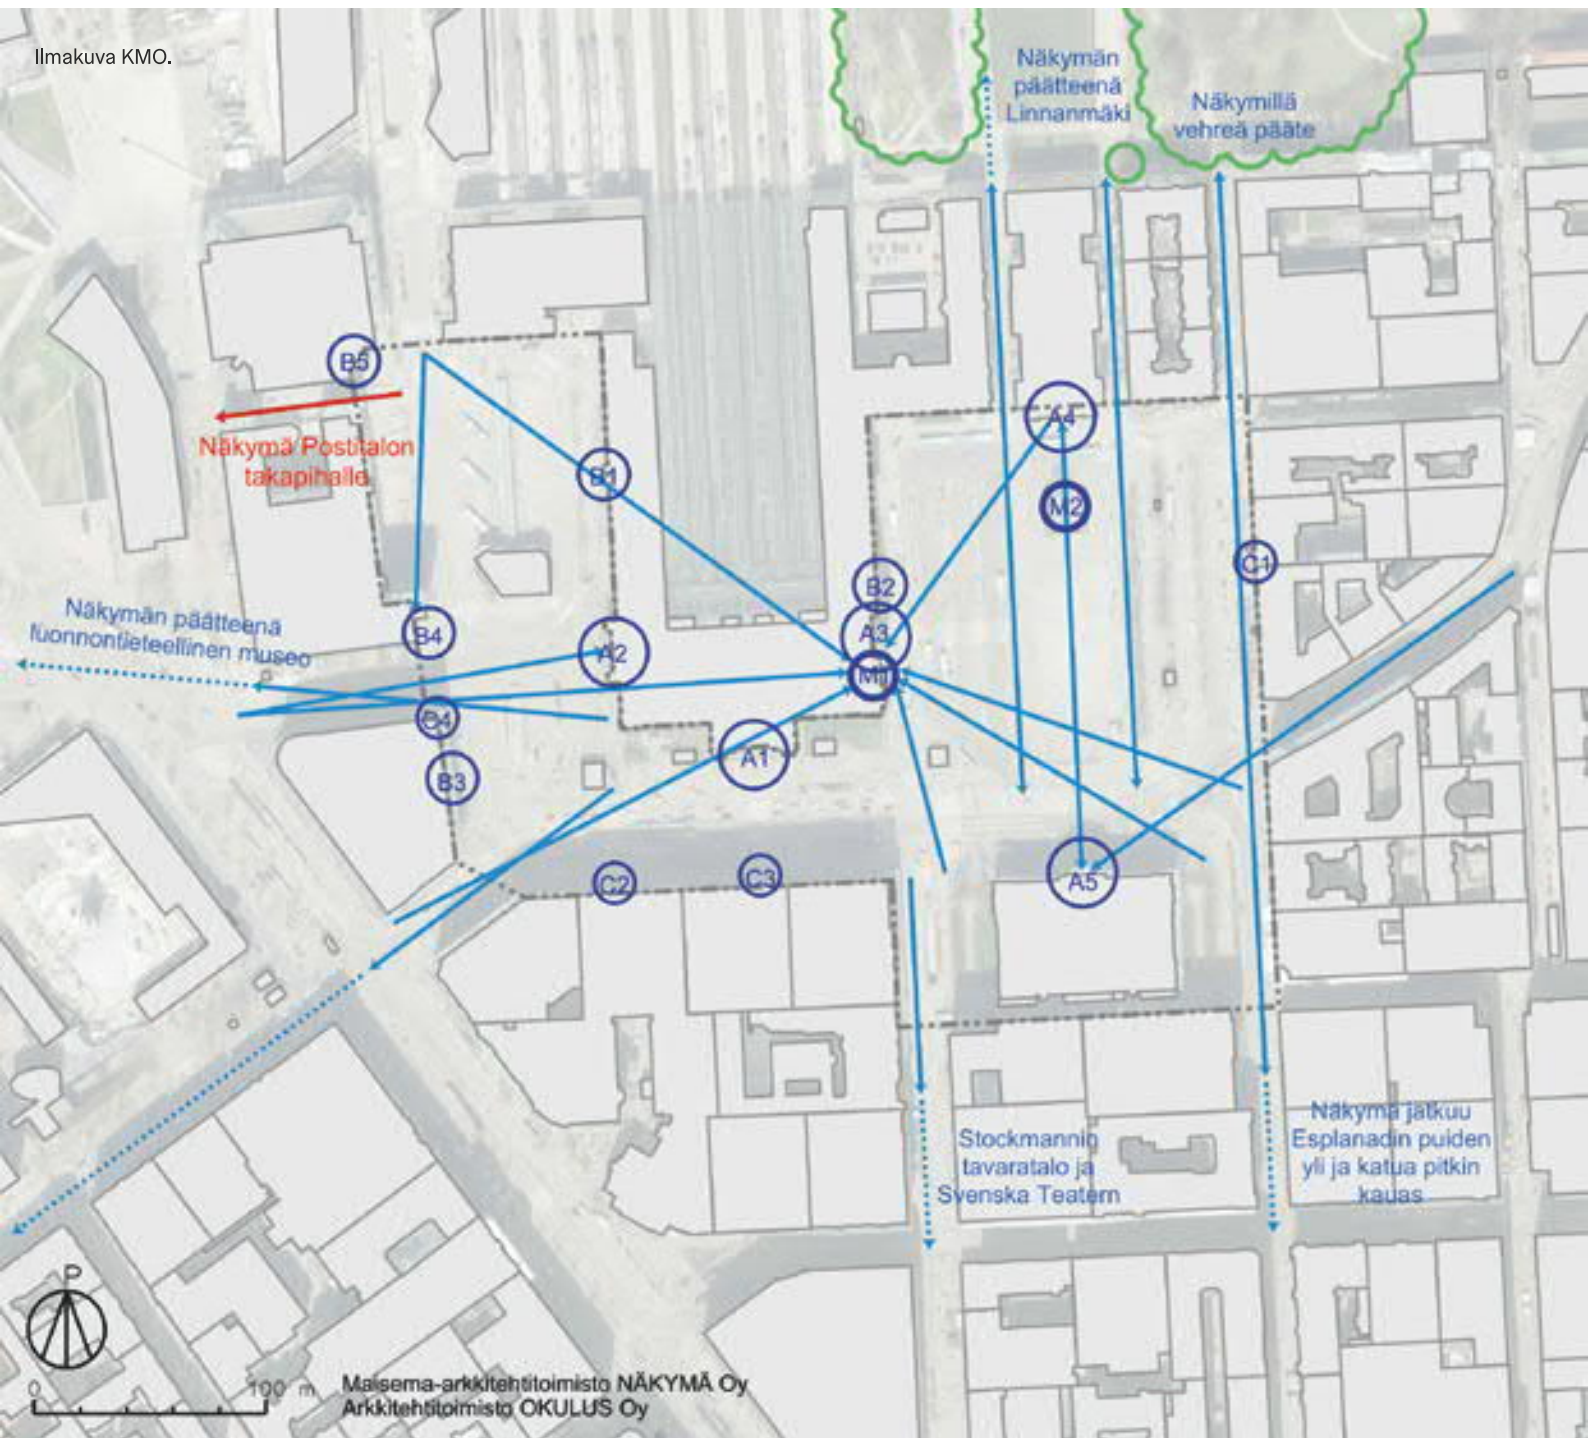 Ilmakuva KMO.
Näkymän
päätteenä
Linnanmäki
Näkymillä
vehreä pääte
B5
A4
Näkymä Postitalon
takapihalle
B1
M2
C1
B2
Näkymän päätteenä
luonnontieteellinen museo
B4
A3
A2
M1
B4
A1
B3
C2
C3
A5
Stockmannin
tavaratalo ja
Svenska Teatern
Näkymä jatkuu
Esplanadin puiden
yli ja katua pitkin
kauas
P
0 100 m
Maisema-arkkitehtitoimisto NÄKYMÄ Oy
Arkkitehtitoimisto OKULUS Oy